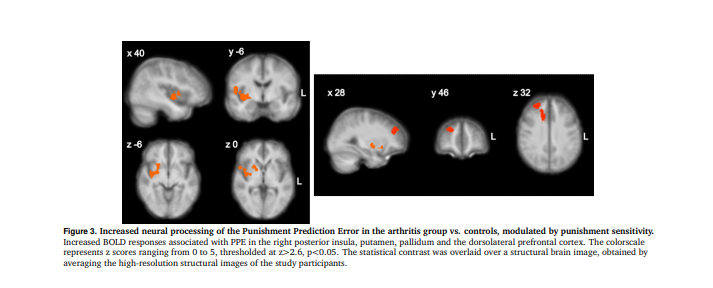 x 40
y -6
L
z -6
z 0
L
x 28
y 46
z 32
L
L
Figure 3. Increased neural processing of the Punishment Prediction Error in the arthritis group vs. controls, modulated by punishment sensitivity.
Increased BOLD responses associated with PPE in the right posterior insula, putamen, pallidum and the dorsolateral prefrontal cortex. The colorscale
represents z scores ranging from 0 to 5, thresholded at z>2.6, p<0.05. The statistical contrast was overlaid over a structural brain image, obtained by
averaging the high-resolution structural images of the study participants.